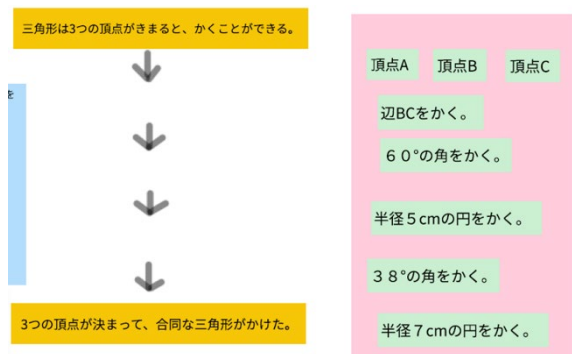 三角形は3つの頂点がきまると、かくことができる。
を
頂点A 頂点B 頂点C
辺BCをかく。
６０°の角をかく。
半径５cmの円をかく。
３８°の角をかく。
3つの頂点が決まって、合同な三角形がかけた。
半径７cmの円をかく。